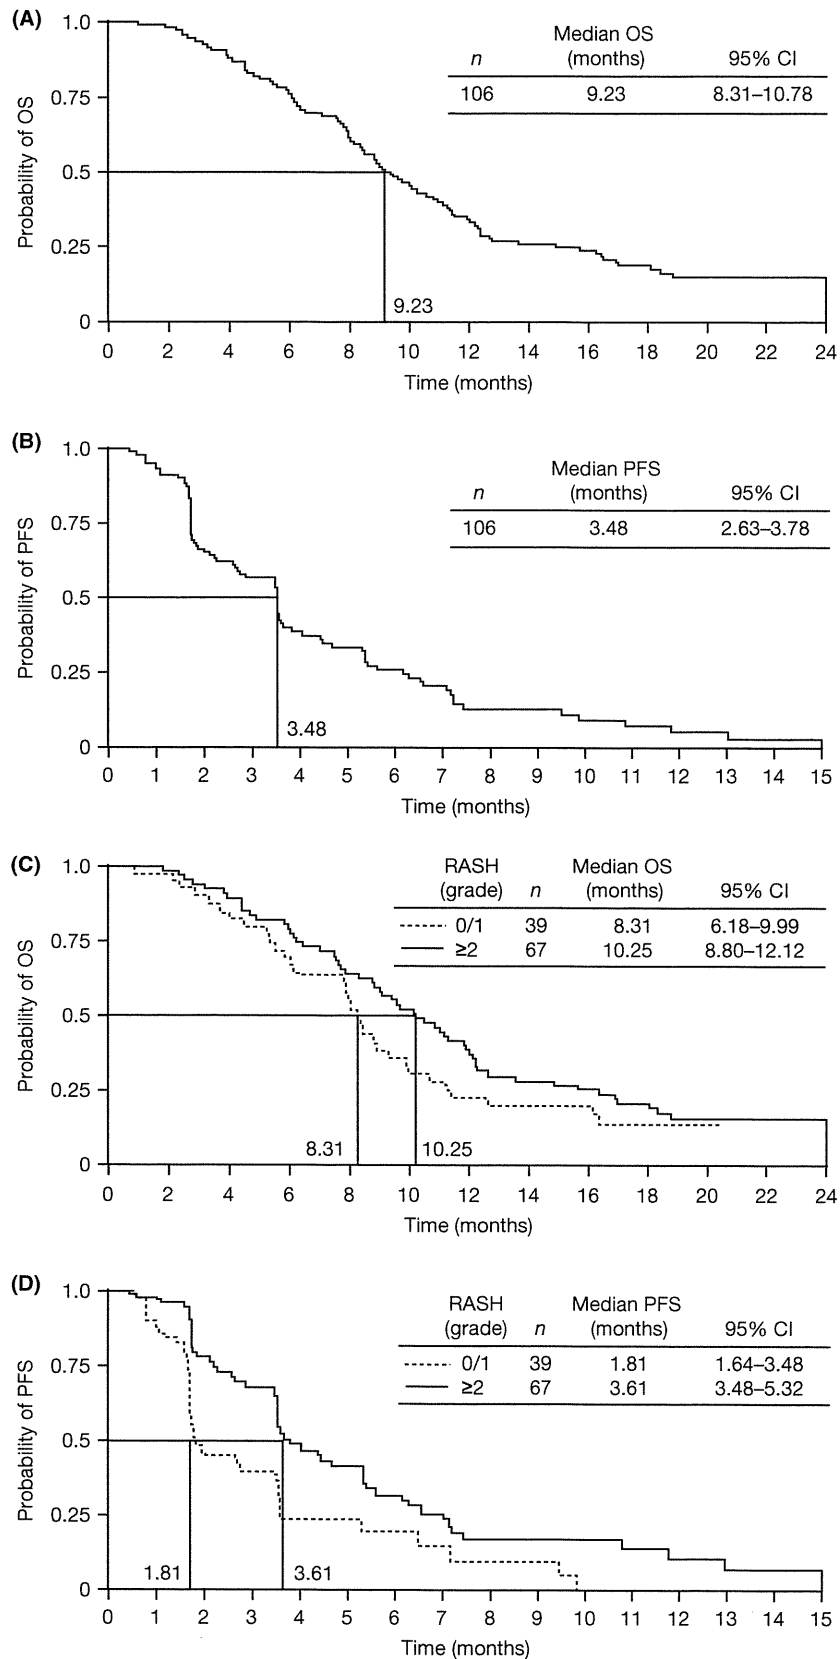 (A)
1.0
0.75
0.5
0.25
0
Probability of OS
n
Median OS
(months)
95% CI
106 9.23 8.31–10.78
9.23
0 2 4 6 8 10 12 14 16 18 20 22 24
Time (months)
(B)
1.0
0.75
0.5
0.25
0
Probability of PFS
n
Median PFS
(months)
95% CI
106 3.48 2.63–3.78
3.48
0 1 2 3 4 5 6 7 8 9 10 11 12 13 14 15
Time (months)
(C)
1.0
0.75
0.5
0.25
0
Probability of OS
RASH
(grade)
n
Median OS
(months)
95% CI
0/1 39 8.31 6.18–9.99
≥2 67 10.25 8.80–12.12
8.31
10.25
0 2 4 6 8 10 12 14 16 18 20 22 24
Time (months)
(D)
1.0
0.75
0.5
0.25
0
Probability of PFS
RASH
(grade)
n
Median PFS
(months)
95% CI
0/1 39 1.81 1.64–3.48
≥2 67 3.61 3.48–5.32
1.81
3.61
0 1 2 3 4 5 6 7 8 9 10 11 12 13 14 15
Time (months)